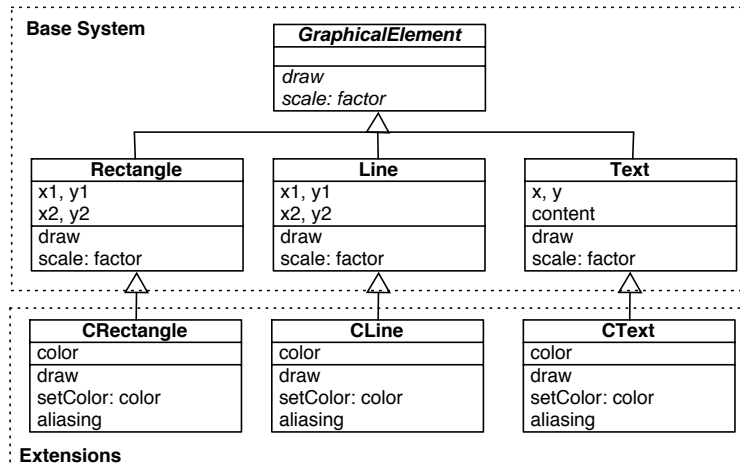 Base System
GraphicalElement
draw
scale: factor
Rectangle
x1, y1
x2, y2
draw
scale: factor
Line
x1, y1
x2, y2
draw
scale: factor
Text
x, y
content
draw
scale: factor
CRectangle
color
draw
setColor: color
aliasing
CLine
color
draw
setColor: color
aliasing
CText
color
draw
setColor: color
aliasing
Extensions